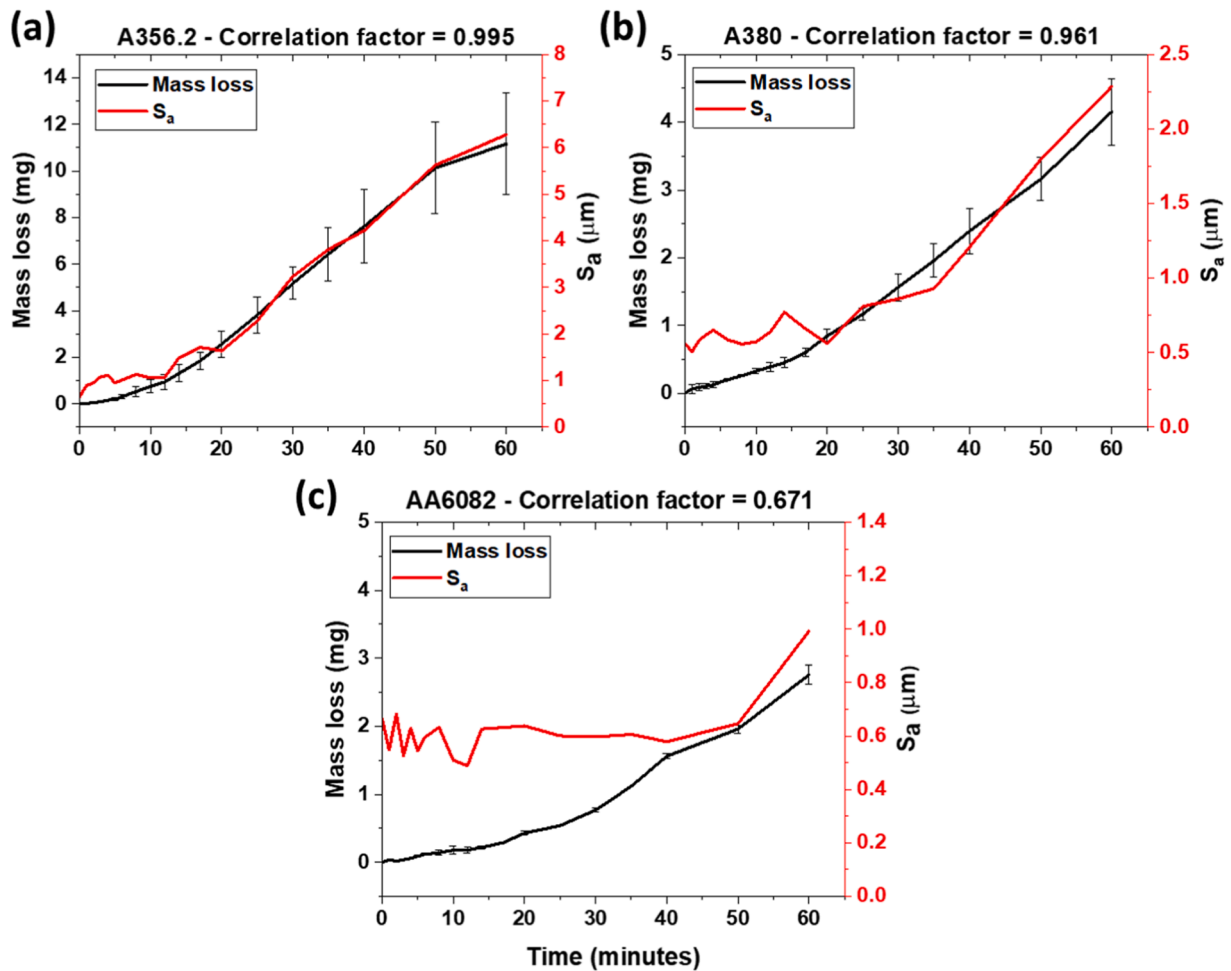 (a)
A356.2 - Correlation factor = 0.995
Mass loss
Sₐ
Mass loss (mg)
14
12
10
8
6
4
2
0
8
7
6
5
4
3
2
1
0
Sₐ (μm)
0 10 20 30 40 50 60
(b)
A380 - Correlation factor = 0.961
Mass loss
Sₐ
Mass loss (mg)
5
4
3
2
1
0
2.5
2.0
1.5
1.0
0.5
0.0
Sₐ (μm)
0 10 20 30 40 50 60
(c)
AA6082 - Correlation factor = 0.671
Mass loss
Sₐ
Mass loss (mg)
5
4
3
2
1
0
1.4
1.2
1.0
0.8
0.6
0.4
0.2
0.0
Sₐ (μm)
0 10 20 30 40 50 60
Time (minutes)